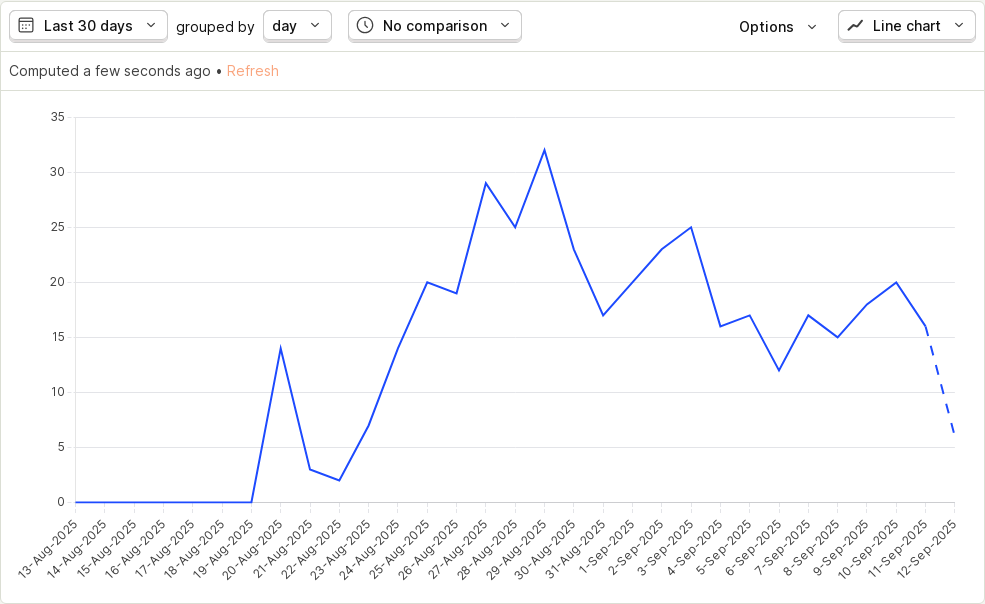 Last 30 days grouped by day No comparison Options Line chart
Computed a few seconds ago • Refresh
35
30
25
20
15
10
5
0
13-Aug-2025
14-Aug-2025
15-Aug-2025
16-Aug-2025
17-Aug-2025
18-Aug-2025
19-Aug-2025
20-Aug-2025
21-Aug-2025
22-Aug-2025
23-Aug-2025
24-Aug-2025
25-Aug-2025
26-Aug-2025
27-Aug-2025
28-Aug-2025
29-Aug-2025
30-Aug-2025
31-Aug-2025
1-Sep-2025
2-Sep-2025
3-Sep-2025
4-Sep-2025
5-Sep-2025
6-Sep-2025
7-Sep-2025
8-Sep-2025
9-Sep-2025
10-Sep-2025
11-Sep-2025
12-Sep-2025